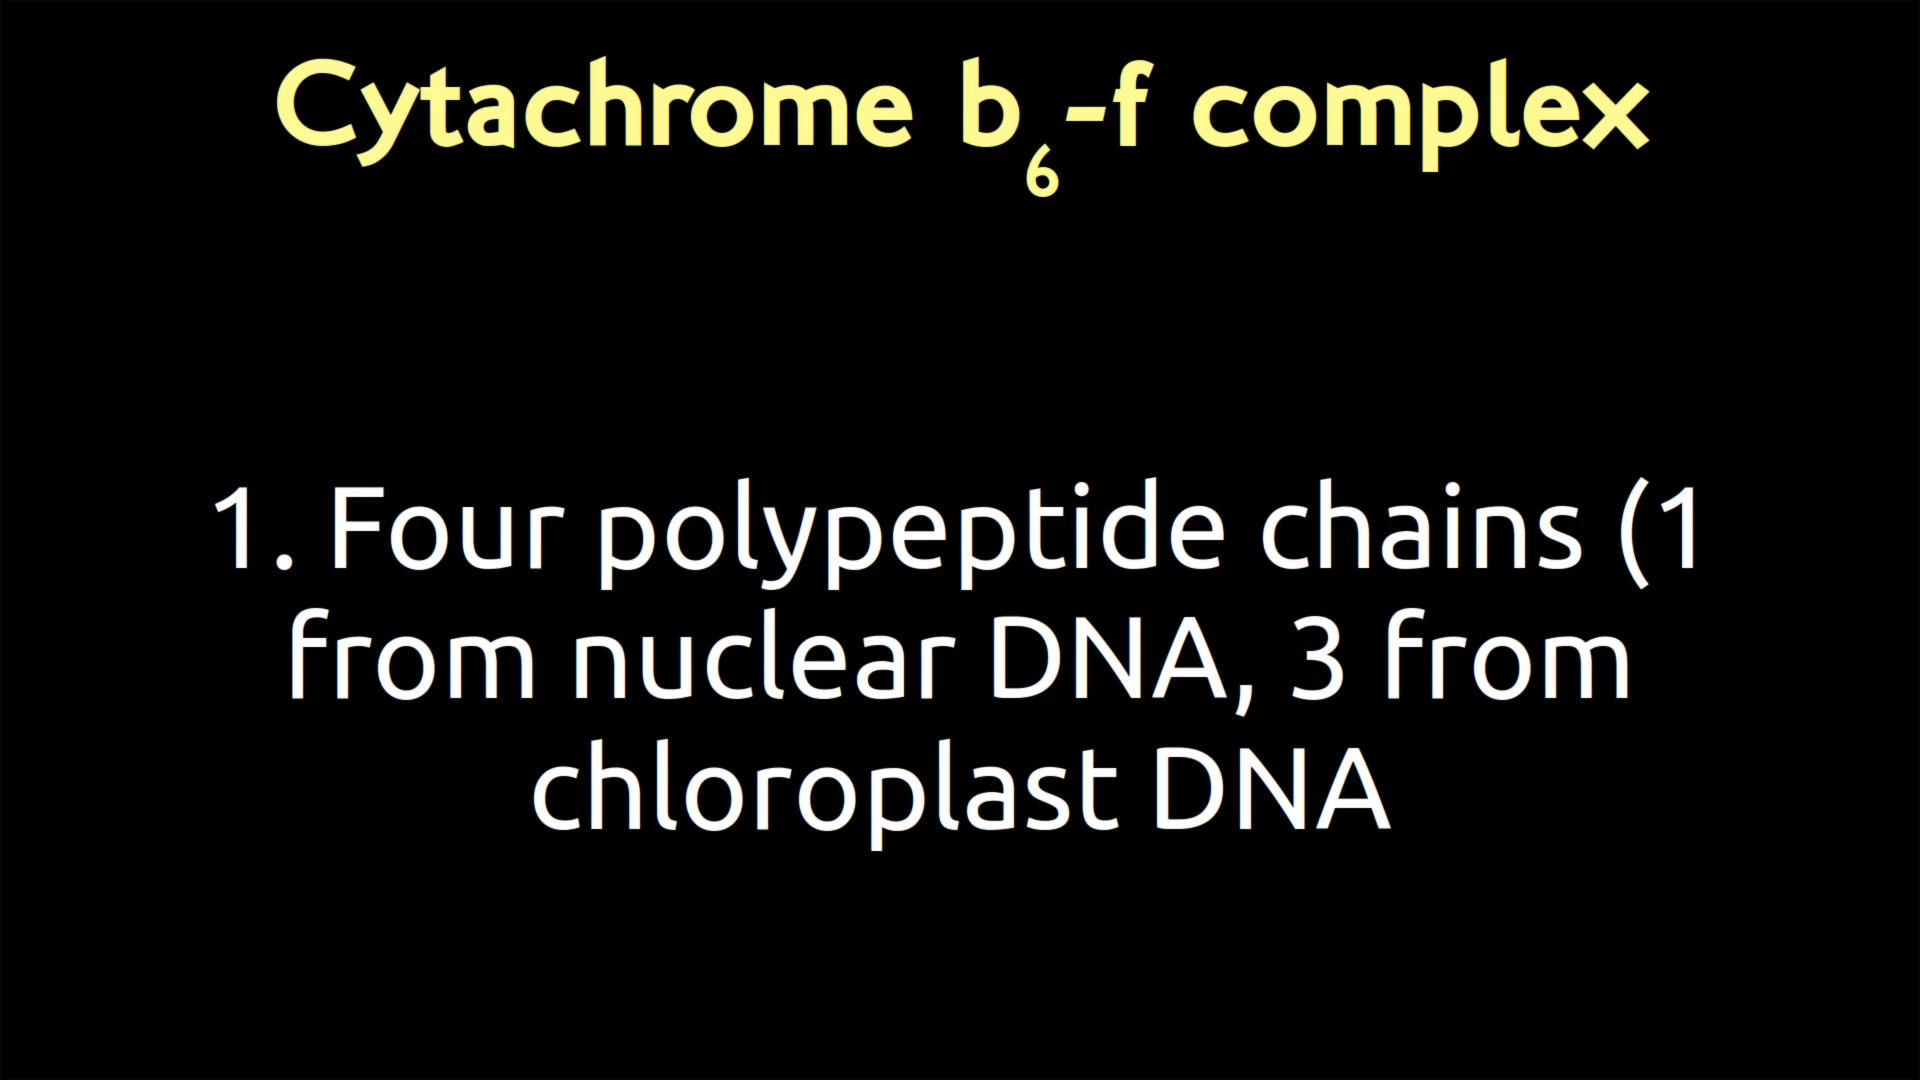 Cytachrome b6-f complex
1. Four polypeptide chains (1
from nuclear DNA, 3 from
chloroplast DNA